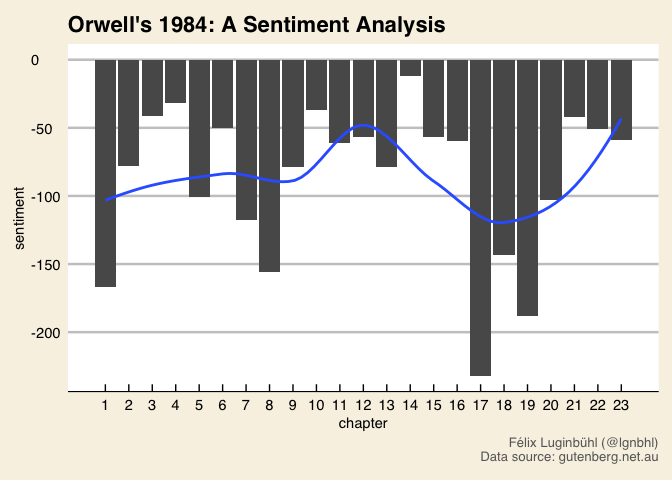 Orwell's 1984: A Sentiment Analysis
0
-50
-100
-150
-200
sentiment
1 2 3 4 5 6 7 8 9 10 11 12 13 14 15 16 17 18 19 20 21 22 23
chapter
Félix Luginbühl (@lgnbhl)
Data source: gutenberg.net.au